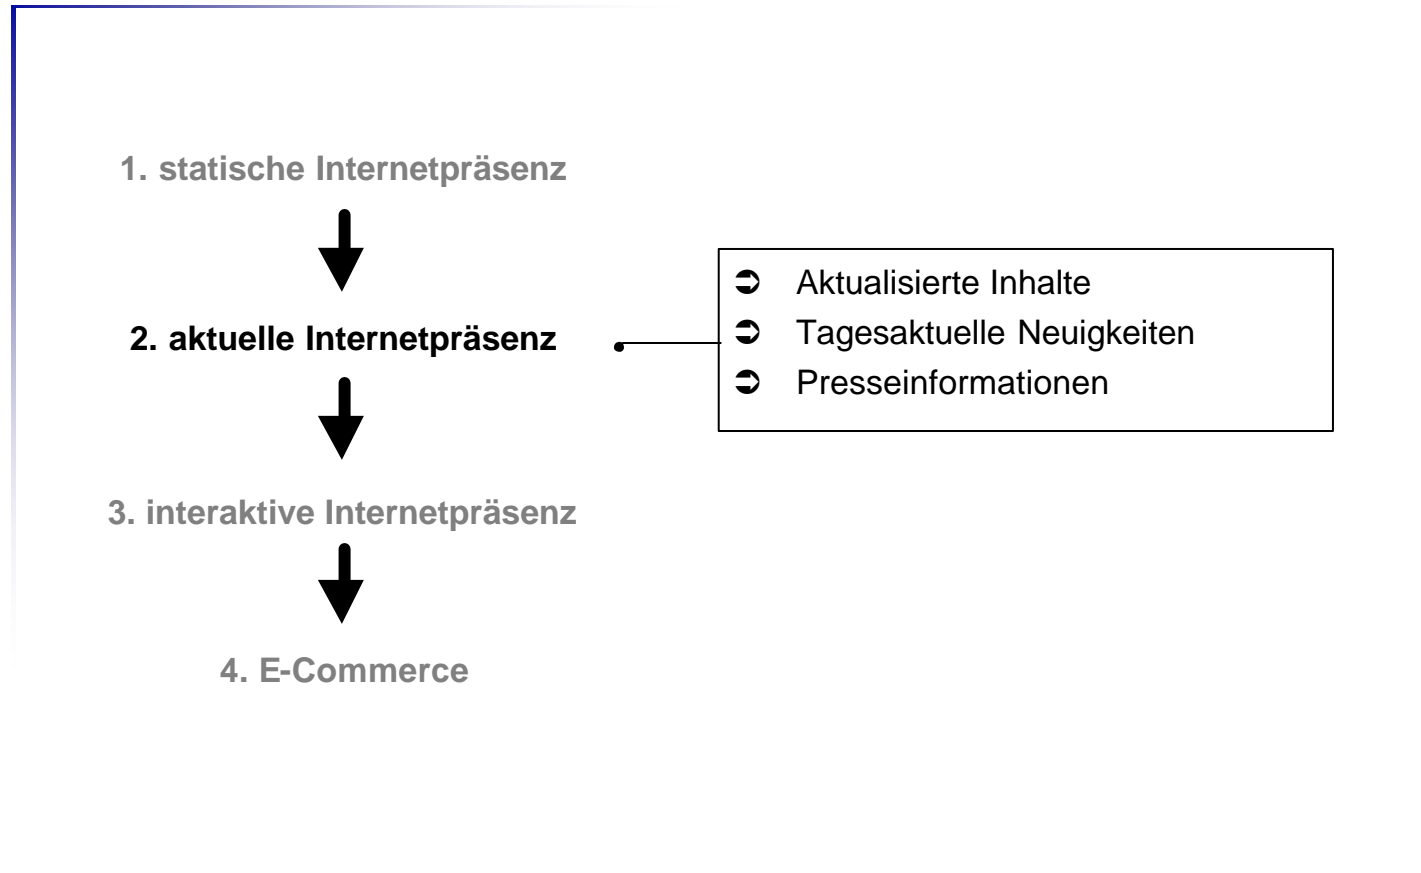 1. statische Internetpräsenz
2. aktuelle Internetpräsenz
➲ Aktualisierte Inhalte
➲ Tagesaktuelle Neuigkeiten
➲ Presseinformationen
3. interaktive Internetpräsenz
4. E-Commerce